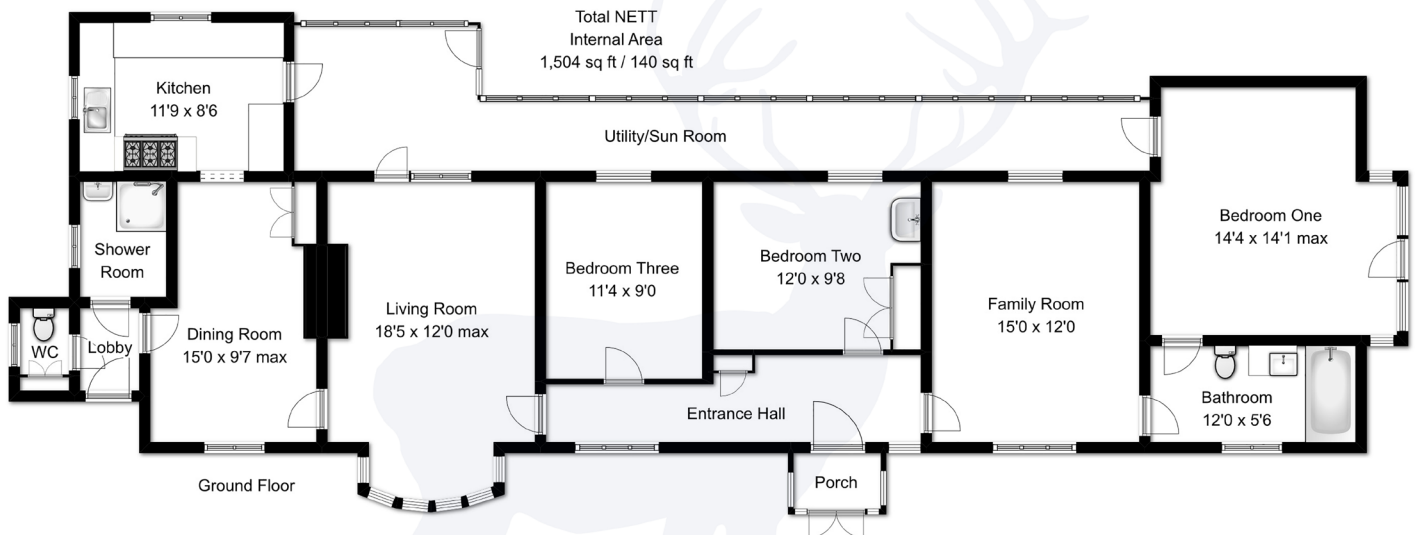 Total NETT
Internal Area
1,504 sq ft / 140 sq ft
Kitchen
11'9 x 8'6
Utility/Sun Room
Shower
Room
WC
Lobby
Dining Room
15'0 x 9'7 max
Living Room
18'5 x 12'0 max
Bedroom Three
11'4 x 9'0
Bedroom Two
12'0 x 9'8
Family Room
15'0 x 12'0
Bedroom One
14'4 x 14'1 max
Bathroom
12'0 x 5'6
Entrance Hall
Porch
Ground Floor